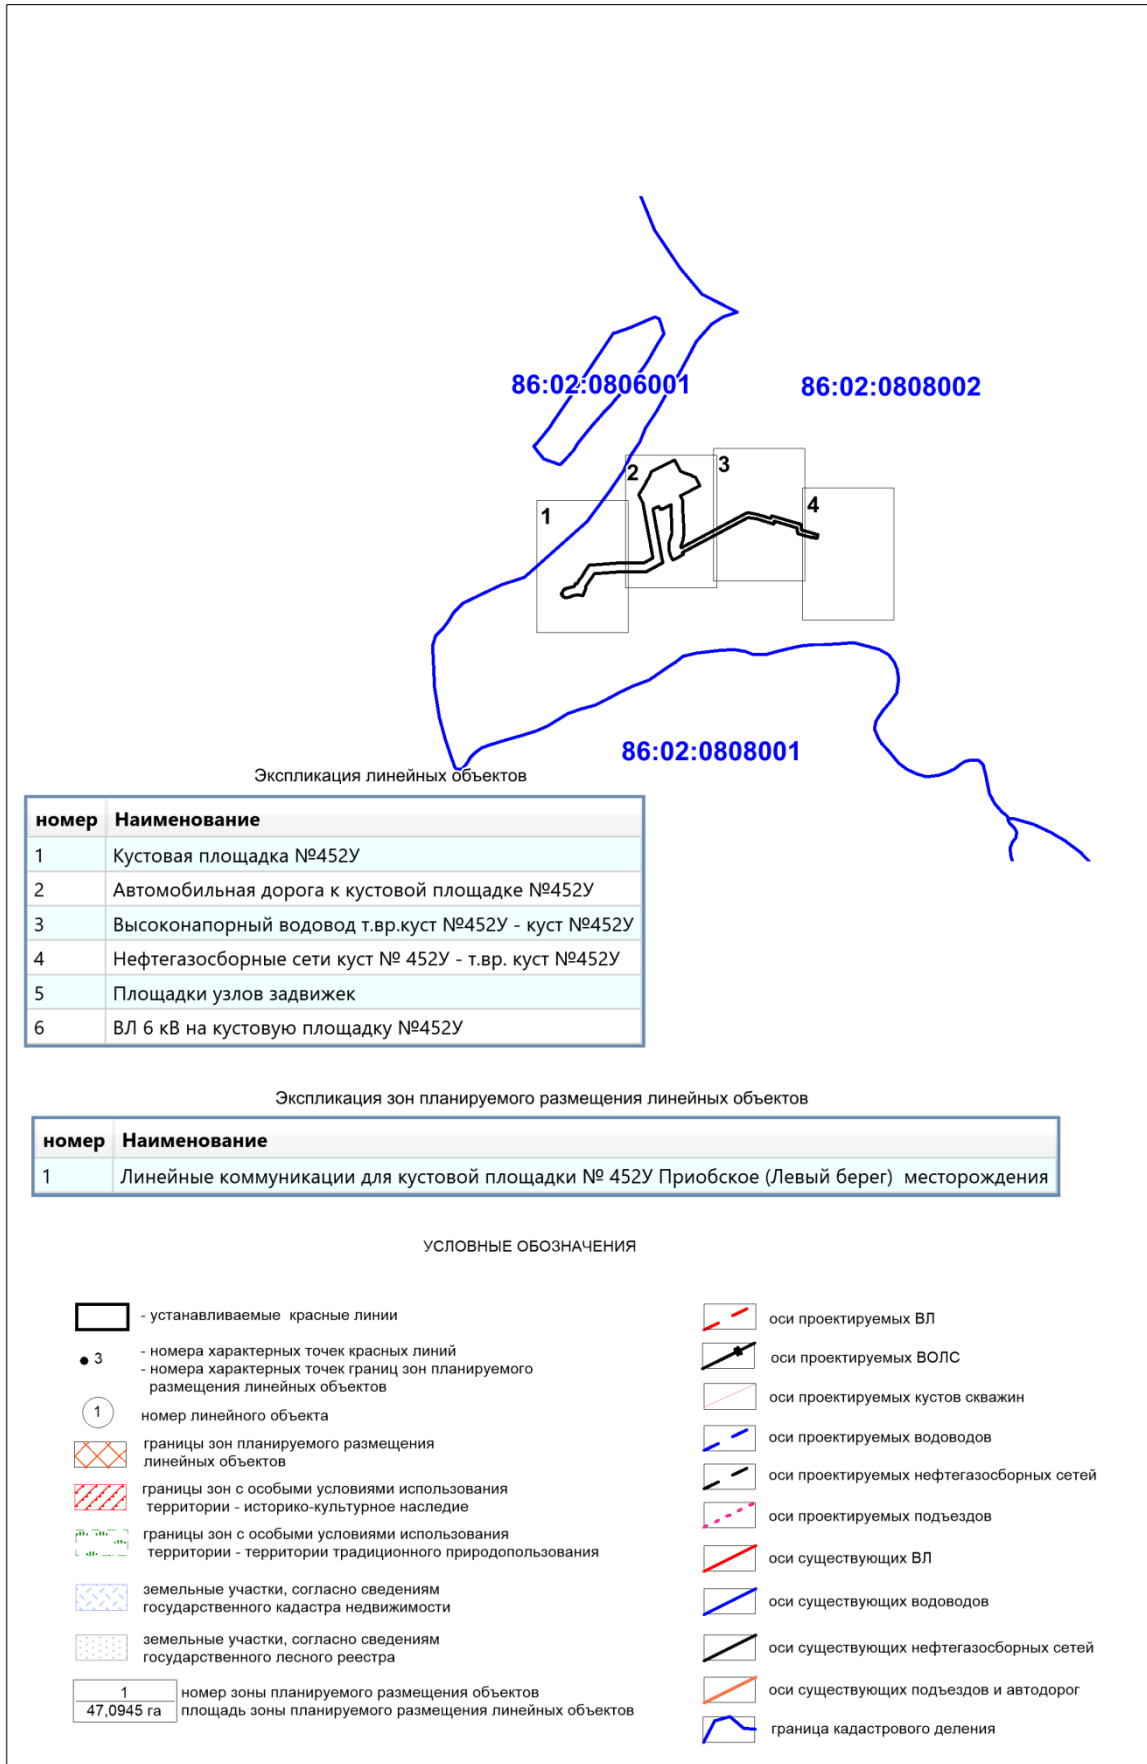 86:02:0806001
86:02:0808002
3
2
4
1
86:02:0808001
Экспликация линейных объектов
номер Наименование
1 Кустовая площадка №452У
2 Автомобильная дорога к кустовой площадке №452У
3 Высоконапорный водовод т.вр.куст №452У - куст №452У
4 Нефтегазосборные сети куст № 452У - т.вр. куст №452У
5 Площадки узлов задвижек
6 ВЛ 6 кВ на кустовую площадку №452У
Экспликация зон планируемого размещения линейных объектов
номер Наименование
1 Линейные коммуникации для кустовой площадки № 452У Приобское (Левый берег) месторождения
УСЛОВНЫЕ ОБОЗНАЧЕНИЯ
- устанавливаемые красные линии
3
- номера характерных точек красных линий
- номера характерных точек границ зон планируемого
размещения линейных объектов
1
номер линейного объекта
границы зон планируемого размещения
линейных объектов
границы зон с особыми условиями использования
территории - историко-культурное наследие
границы зон с особыми условиями использования
территории - территории традиционного природопользования
земельные участки, согласно сведениям
государственного кадастра недвижимости
земельные участки, согласно сведениям
государственного лесного реестра
1
47,0945 га
номер зоны планируемого размещения объектов
площадь зоны планируемого размещения линейных объектов
оси проектируемых ВЛ
оси проектируемых ВОЛС
оси проектируемых кустов скважин
оси проектируемых водоводов
оси проектируемых нефтегазосборных сетей
оси проектируемых подъездов
оси существующих ВЛ
оси существующих водоводов
оси существующих нефтегазосборных сетей
оси существующих подъездов и автодорог
граница кадастрового деления